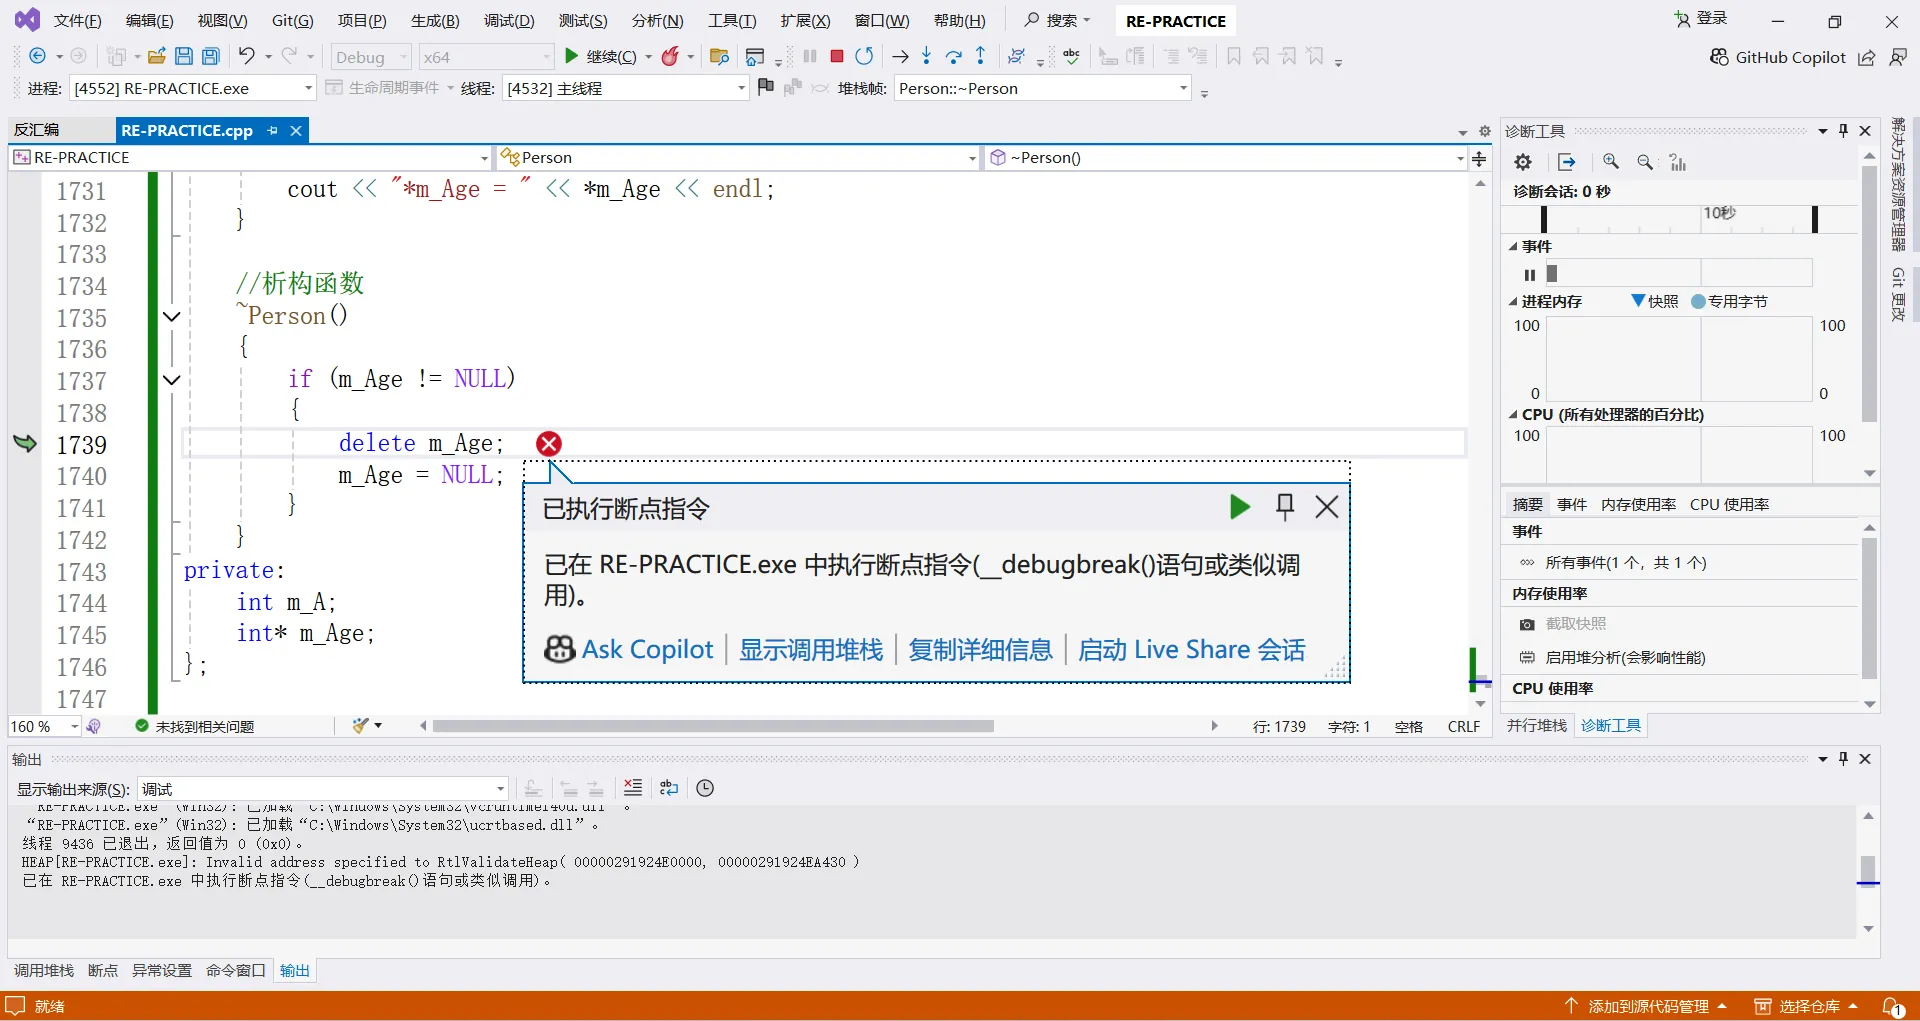 文件(F) 编辑(E) 视图(V) Git(G) 项目(P) 生成(B) 调试(D) 测试(S) 分析(N) 工具(T) 扩展(X) 窗口(W) 帮助(H) 搜索 RE-PRACTICE 登录
Debug x64 继续(C) GitHub Copilot
进程: [4552] RE-PRACTICE.exe 生命周期事件 线程: [4532] 主线程 堆栈帧: Person::~Person
反汇编 RE-PRACTICE.cpp
RE-PRACTICE Person ~Person()
1731 cout << "*m_Age = " << *m_Age << endl;
1732 }
1733
1734 //析构函数
1735 ~Person()
1736 {
1737 if (m_Age != NULL)
1738 {
1739 delete m_Age;
1740 m_Age = NULL;
1741 }
1742 }
1743 private:
1744 int m_A;
1745 int* m_Age;
1746 };
1747
已执行断点指令
已在 RE-PRACTICE.exe 中执行断点指令(__debugbreak()语句或类似调
用)。
Ask Copilot 显示调用堆栈 复制详细信息 启动 Live Share 会话
160 % 未找到相关问题 行: 1739 字符: 1 空格 CRLF
诊断工具
诊断会话: 0 秒
10秒
事件
进程内存 快照 专用字节
100 100
0 0
CPU (所有处理器的百分比)
100 100
摘要 事件 内存使用率 CPU 使用率
事件
所有事件(1 个，共 1 个)
内存使用率
截取快照
启用堆分析(会影响性能)
CPU 使用率
并行堆栈 诊断工具
解决方案资源管理器
Git 更改
输出
显示输出来源(S): 调试
“RE-PRACTICE.exe”(Win32): 已加载“C:\Windows\System32\vcruntime140d.dll”。
“RE-PRACTICE.exe”(Win32): 已加载“C:\Windows\System32\ucrtbased.dll”。
线程 9436 已退出，返回值为 0 (0x0)。
HEAP[RE-PRACTICE.exe]: Invalid address specified to RtlValidateHeap( 00000291924E0000, 00000291924EA430 )
已在 RE-PRACTICE.exe 中执行断点指令(__debugbreak()语句或类似调用)。
调用堆栈 断点 异常设置 命令窗口 输出
就绪 添加到源代码管理 选择仓库 1